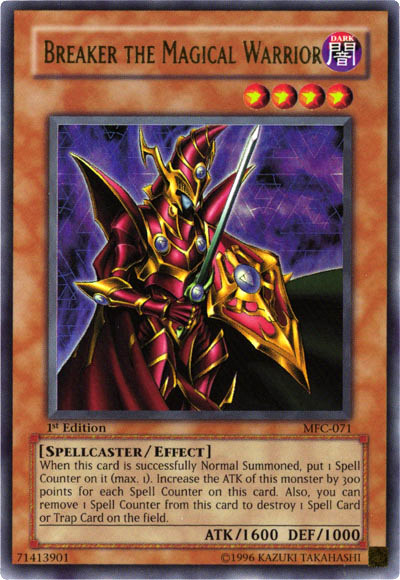 BREAKER THE MAGICAL WARRIOR
DARK
闇
1st Edition
MFC-071
[SPELLCASTER/EFFECT]
When this card is successfully Normal Summoned, put 1 Spell
Counter on it (max. 1). Increase the ATK of this monster by 300
points for each Spell Counter on this card. Also, you can
remove 1 Spell Counter from this card to destroy 1 Spell Card
or Trap Card on the field.
ATK/1600 DEF/1000
71413901
©1996 KAZUKI TAKAHASHI